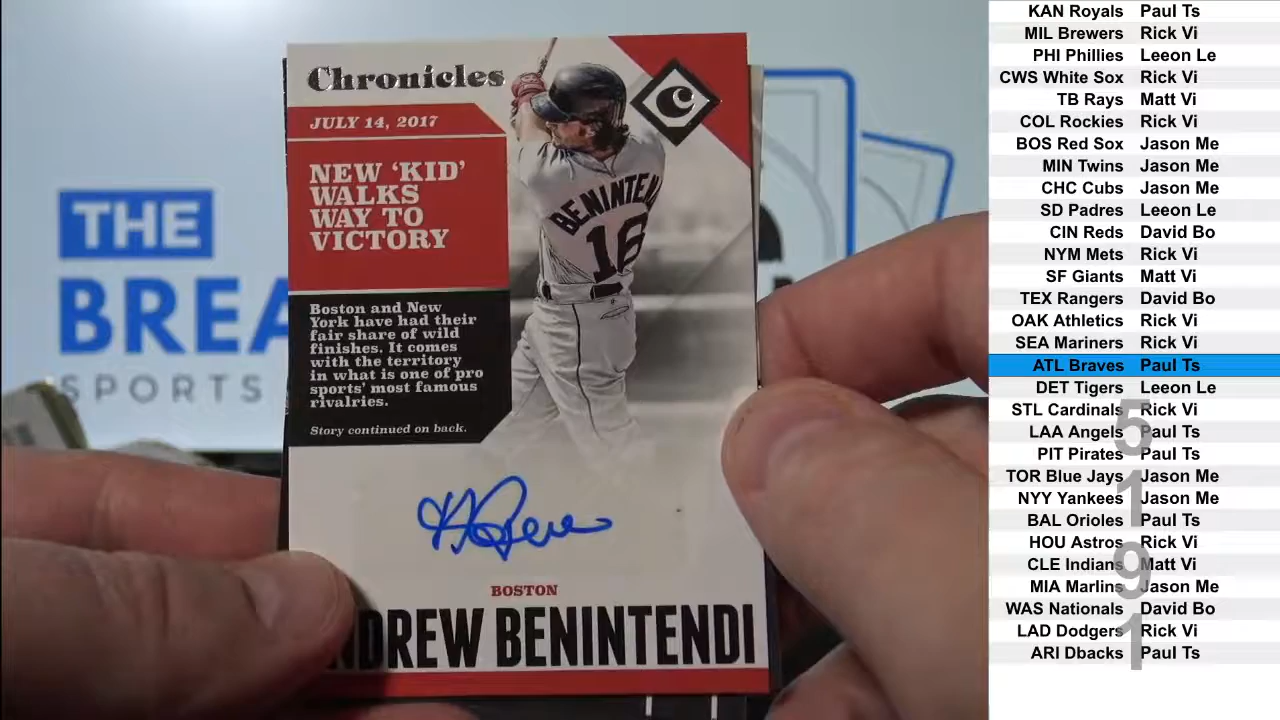 Chronicles
C
JULY 14, 2017
NEW ‘KID’
WALKS
WAY TO
VICTORY
BENINTEN
16
Boston and New
York have had their
fair share of wild
finishes. It comes
with the territory
in what is one of pro
sports’ most famous
rivalries.
Story continued on back.
BOSTON
NDREW BENINTENDI
THE
BREA
SPORTS
KAN Royals Paul Ts
MIL Brewers Rick Vi
PHI Phillies Leeon Le
CWS White Sox Rick Vi
TB Rays Matt Vi
COL Rockies Rick Vi
BOS Red Sox Jason Me
MIN Twins Jason Me
CHC Cubs Jason Me
SD Padres Leeon Le
CIN Reds David Bo
NYM Mets Rick Vi
SF Giants Matt Vi
TEX Rangers David Bo
OAK Athletics Rick Vi
SEA Mariners Rick Vi
ATL Braves Paul Ts
DET Tigers Leeon Le
STL Cardinals Rick Vi
LAA Angels Paul Ts
PIT Pirates Paul Ts
TOR Blue Jays Jason Me
NYY Yankees Jason Me
BAL Orioles Paul Ts
HOU Astros Rick Vi
CLE Indians Matt Vi
MIA Marlins Jason Me
WAS Nationals David Bo
LAD Dodgers Rick Vi
ARI Dbacks Paul Ts
5
1
9
1